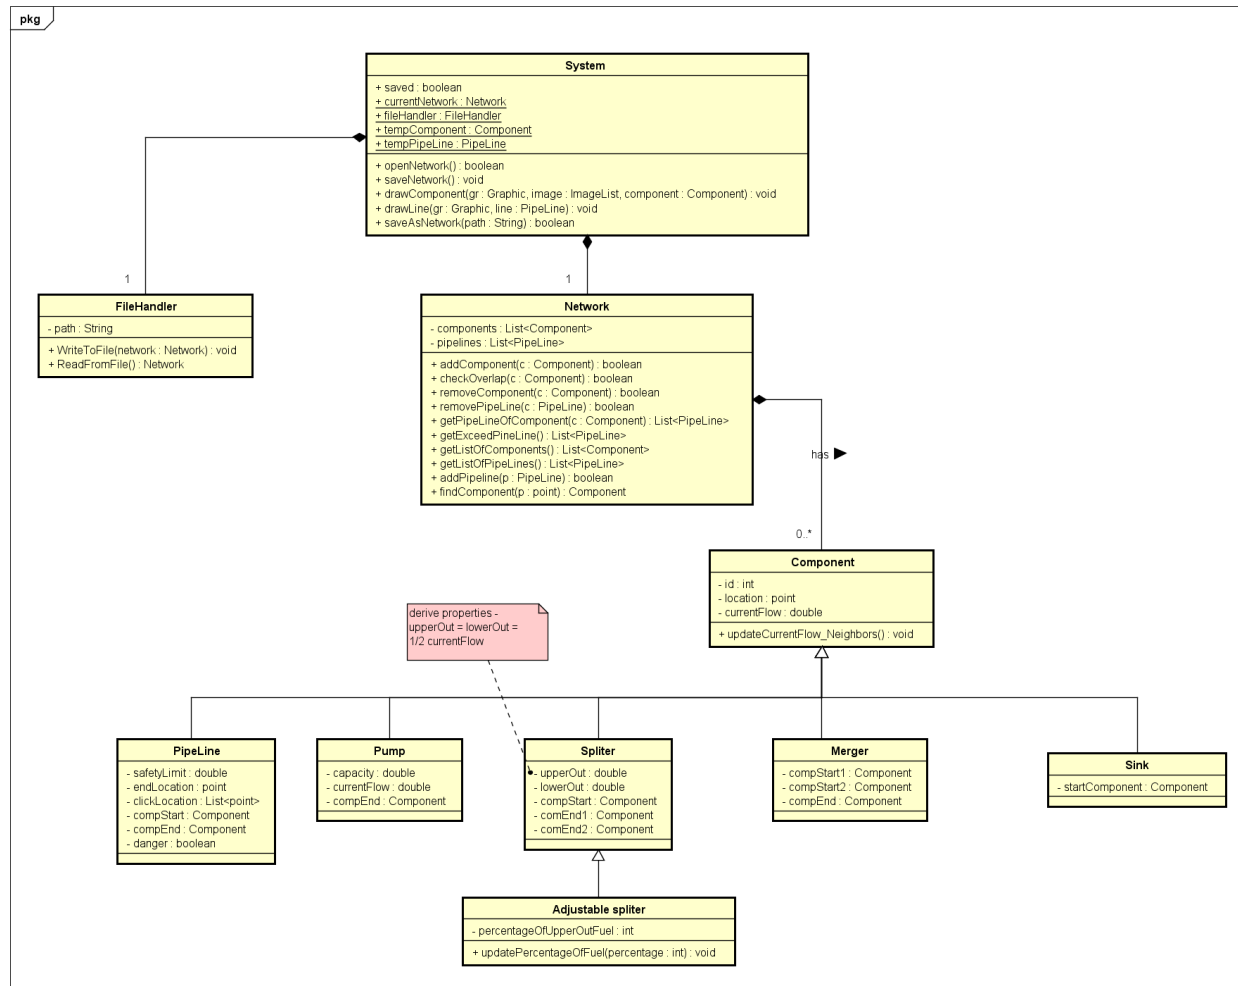 pkg
System
+ saved : boolean
+ currentNetwork : Network
+ fileHandler : FileHandler
+ tempComponent : Component
+ tempPipeLine : PipeLine
+ openNetwork() : boolean
+ saveNetwork() : void
+ drawComponent(gr : Graphic, image : ImageList, component : Component) : void
+ drawLine(gr : Graphic, line : PipeLine) : void
+ saveAsNetwork(path : String) : boolean
1
1
FileHandler
- path : String
+ WriteToFile(network : Network) : void
+ ReadFromFile() : Network
Network
- components : List<Component>
- pipelines : List<PipeLine>
+ addComponent(c : Component) : boolean
+ checkOverlap(c : Component) : boolean
+ removeComponent(c : Component) : boolean
+ removePipeLine(c : PipeLine) : boolean
+ getPipeLineOfComponent(c : Component) : List<PipeLine>
+ getExceedPineLine() : List<PipeLine>
+ getListOfComponents() : List<Component>
+ getListOfPipeLines() : List<PipeLine>
+ addPipeline(p : PipeLine) : boolean
+ findComponent(p : point) : Component
has
0..*
Component
- id : int
- location : point
- currentFlow : double
+ updateCurrentFlow_Neighbors() : void
derive properties -
upperOut = lowerOut =
1/2 currentFlow
PipeLine
- safetyLimit : double
- endLocation : point
- clickLocation : List<point>
- compStart : Component
- compEnd : Component
- danger : boolean
Pump
- capacity : double
- currentFlow : double
- compEnd : Component
Spliter
- upperOut : double
- lowerOut : double
- compStart : Component
- comEnd1 : Component
- comEnd2 : Component
Merger
- compStart1 : Component
- compStart2 : Component
- compEnd : Component
Sink
- startComponent : Component
Adjustable spliter
- percentageOfUpperOutFuel : int
+ updatePercentageOfFuel(percentage : int) : void